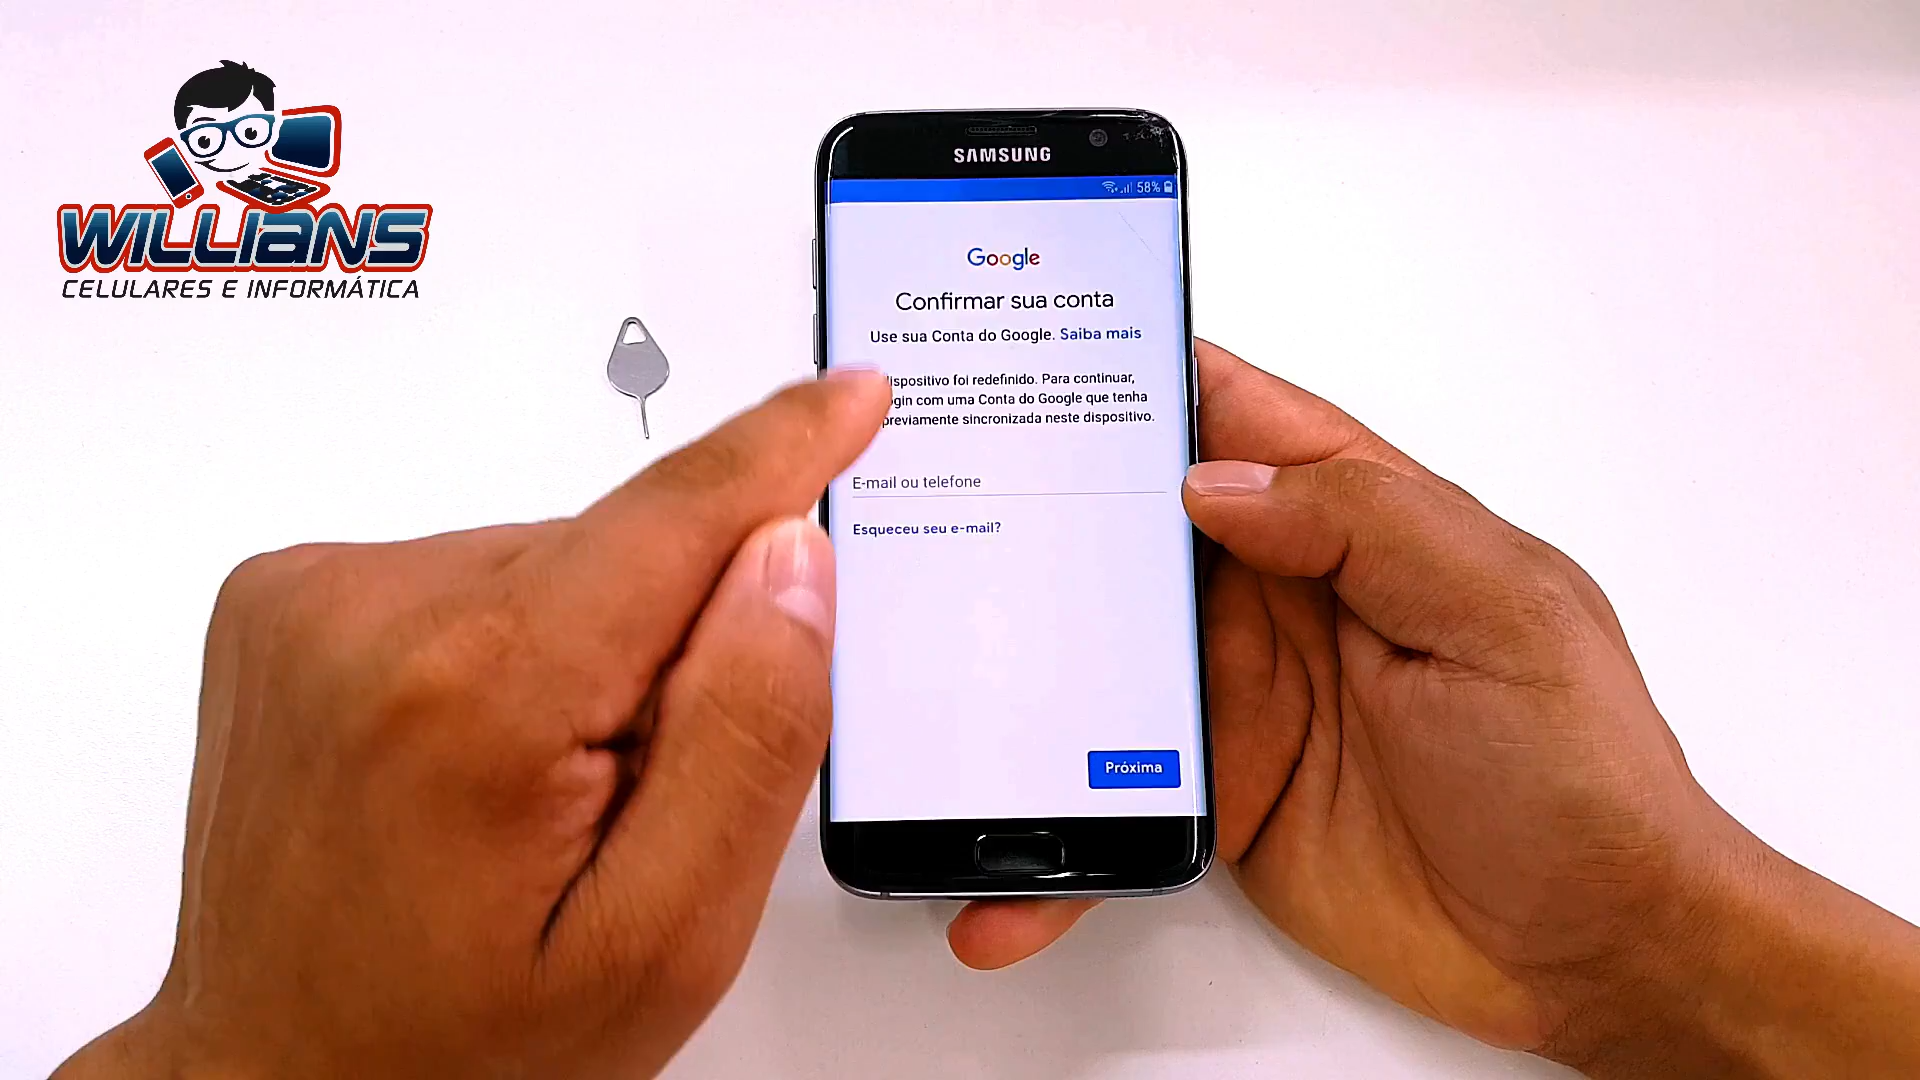 WILLIANS
CELULARES E INFORMÁTICA
SAMSUNG
58%
Google
Confirmar sua conta
Use sua Conta do Google. Saiba mais
dispositivo foi redefinido. Para continuar,
login com uma Conta do Google que tenha
previamente sincronizada neste dispositivo.
E-mail ou telefone
Esqueceu seu e-mail?
Próxima